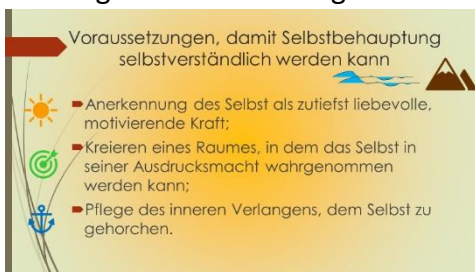 Voraussetzungen, damit Selbstbehauptung
selbstverständlich werden kann
Anerkennung des Selbst als zutiefst liebevolle,
motivierende Kraft;
Kreieren eines Raumes, in dem das Selbst in
seiner Ausdrucksmacht wahrgenommen
werden kann;
Pflege des inneren Verlangens, dem Selbst zu
gehorchen.